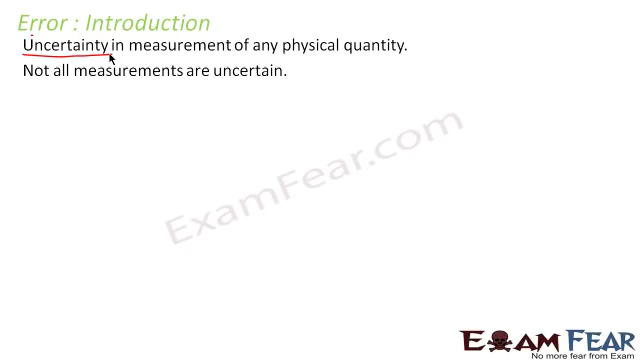 Error : Introduction
Uncertainty in measurement of any physical quantity.
Not all measurements are uncertain.
ExamFear.com
EXAM FEAR
No more fear from Exam